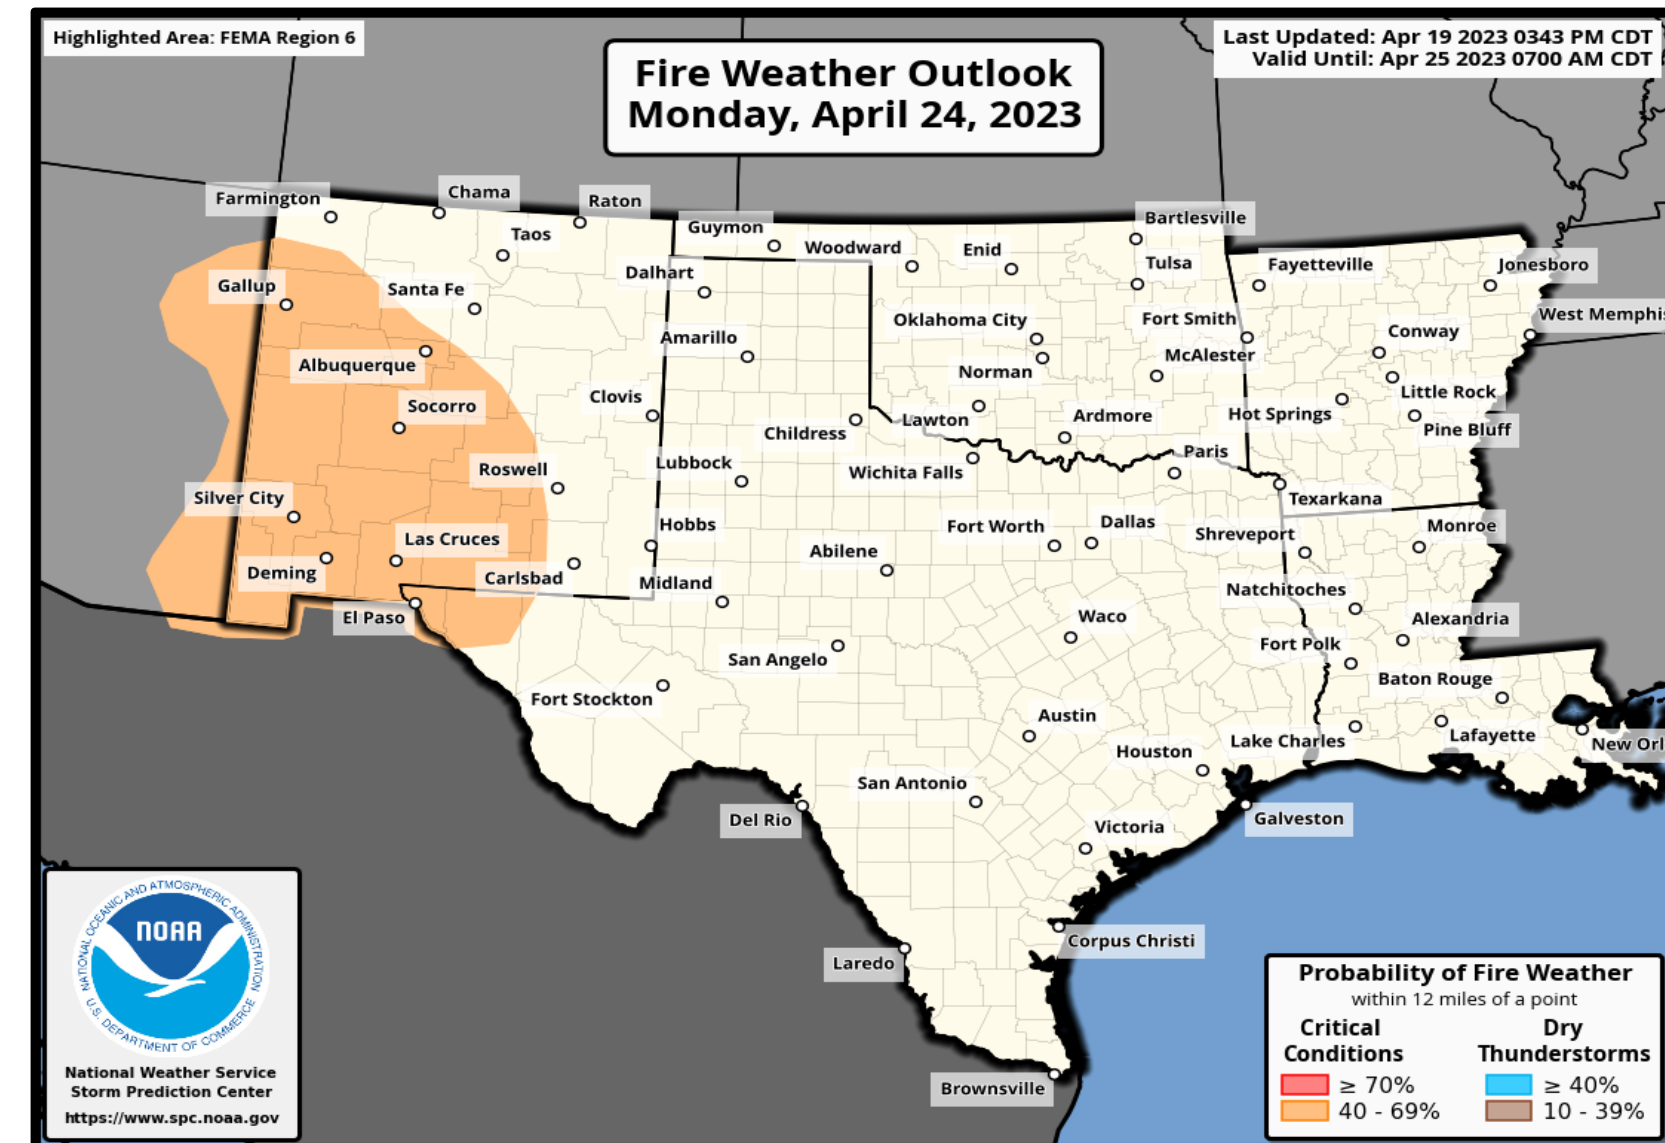 Highlighted Area: FEMA Region 6
Last Updated: Apr 19 2023 0343 PM CDT
Valid Until: Apr 25 2023 0700 AM CDT
Fire Weather Outlook
Monday, April 24, 2023
Farmington
Chama
Raton
Taos
Guymon
Woodward
Enid
Bartlesville
Tulsa
Fayetteville
Jonesboro
Gallup
Santa Fe
Dalhart
Oklahoma City
Fort Smith
West Memphis
Albuquerque
Amarillo
Norman
McAlester
Conway
Little Rock
Socorro
Clovis
Childress
Lawton
Ardmore
Hot Springs
Pine Bluff
Roswell
Lubbock
Wichita Falls
Paris
Silver City
Texarkana
Las Cruces
Hobbs
Fort Worth
Dallas
Shreveport
Monroe
Deming
Carlsbad
Midland
Abilene
Natchitoches
El Paso
Waco
Alexandria
San Angelo
Fort Polk
Fort Stockton
Baton Rouge
Austin
Houston
Lake Charles
Lafayette
New Orl
San Antonio
Del Rio
Victoria
Galveston
Corpus Christi
Laredo
Brownsville
NATIONAL OCEANIC AND ATMOSPHERIC ADMINISTRATION
NOAA
U.S. DEPARTMENT OF COMMERCE
National Weather Service
Storm Prediction Center
https://www.spc.noaa.gov
Probability of Fire Weather
within 12 miles of a point
Critical Conditions
≥ 70%
40 - 69%
Dry Thunderstorms
≥ 40%
10 - 39%